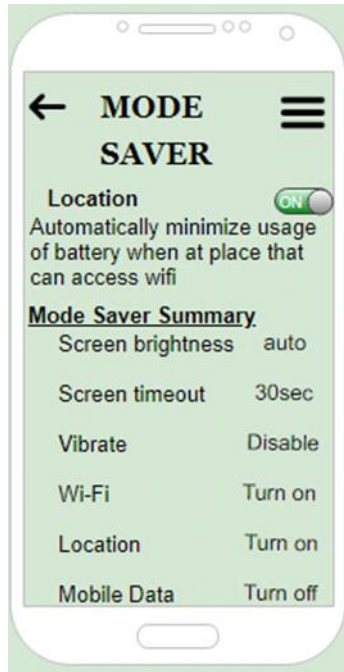 MODE
SAVER
Location ON
Automatically minimize usage
of battery when at place that
can access wifi
Mode Saver Summary
Screen brightness auto
Screen timeout 30sec
Vibrate Disable
Wi-Fi Turn on
Location Turn on
Mobile Data Turn off